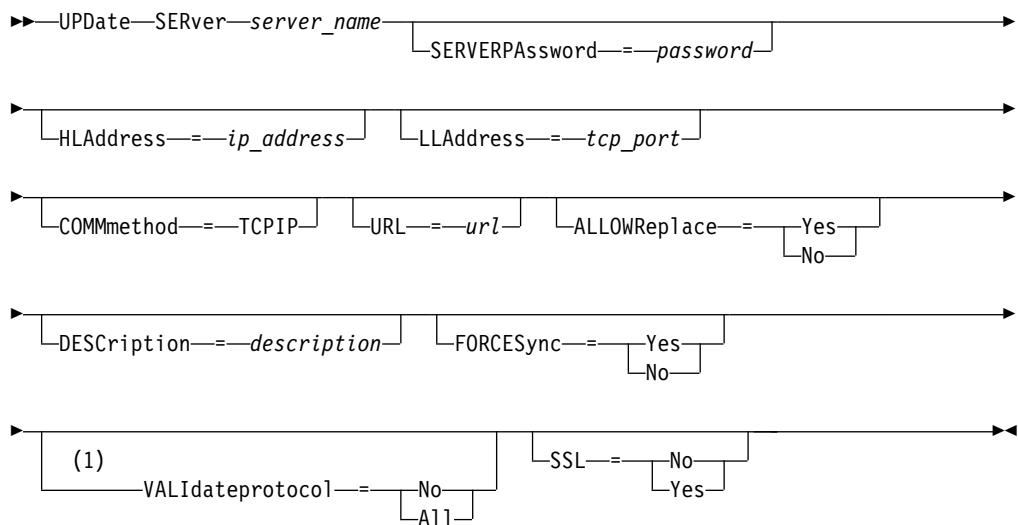 UPDate SERver server_name
SERVERPAssword = password
HLAddress = ip_address LLAddress = tcp_port
COMMmethod = TCPIP URL = url ALLOWReplace = Yes
No
DESCription = description FORCESync = Yes
No
(1)
VALIdateprotocol = No
All
SSL = No
Yes